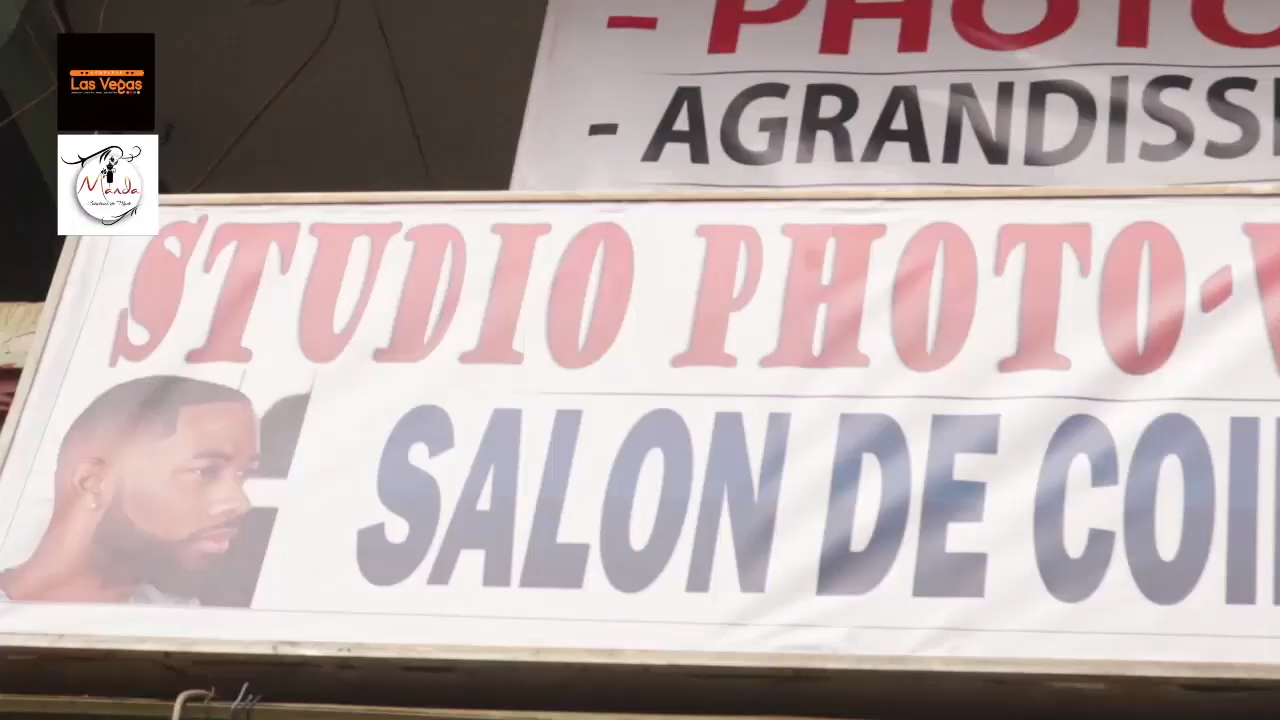 Las Vegas
Manda
- PHOTO
- AGRANDISS
STUDIO PHOTO-V
SALON DE COI